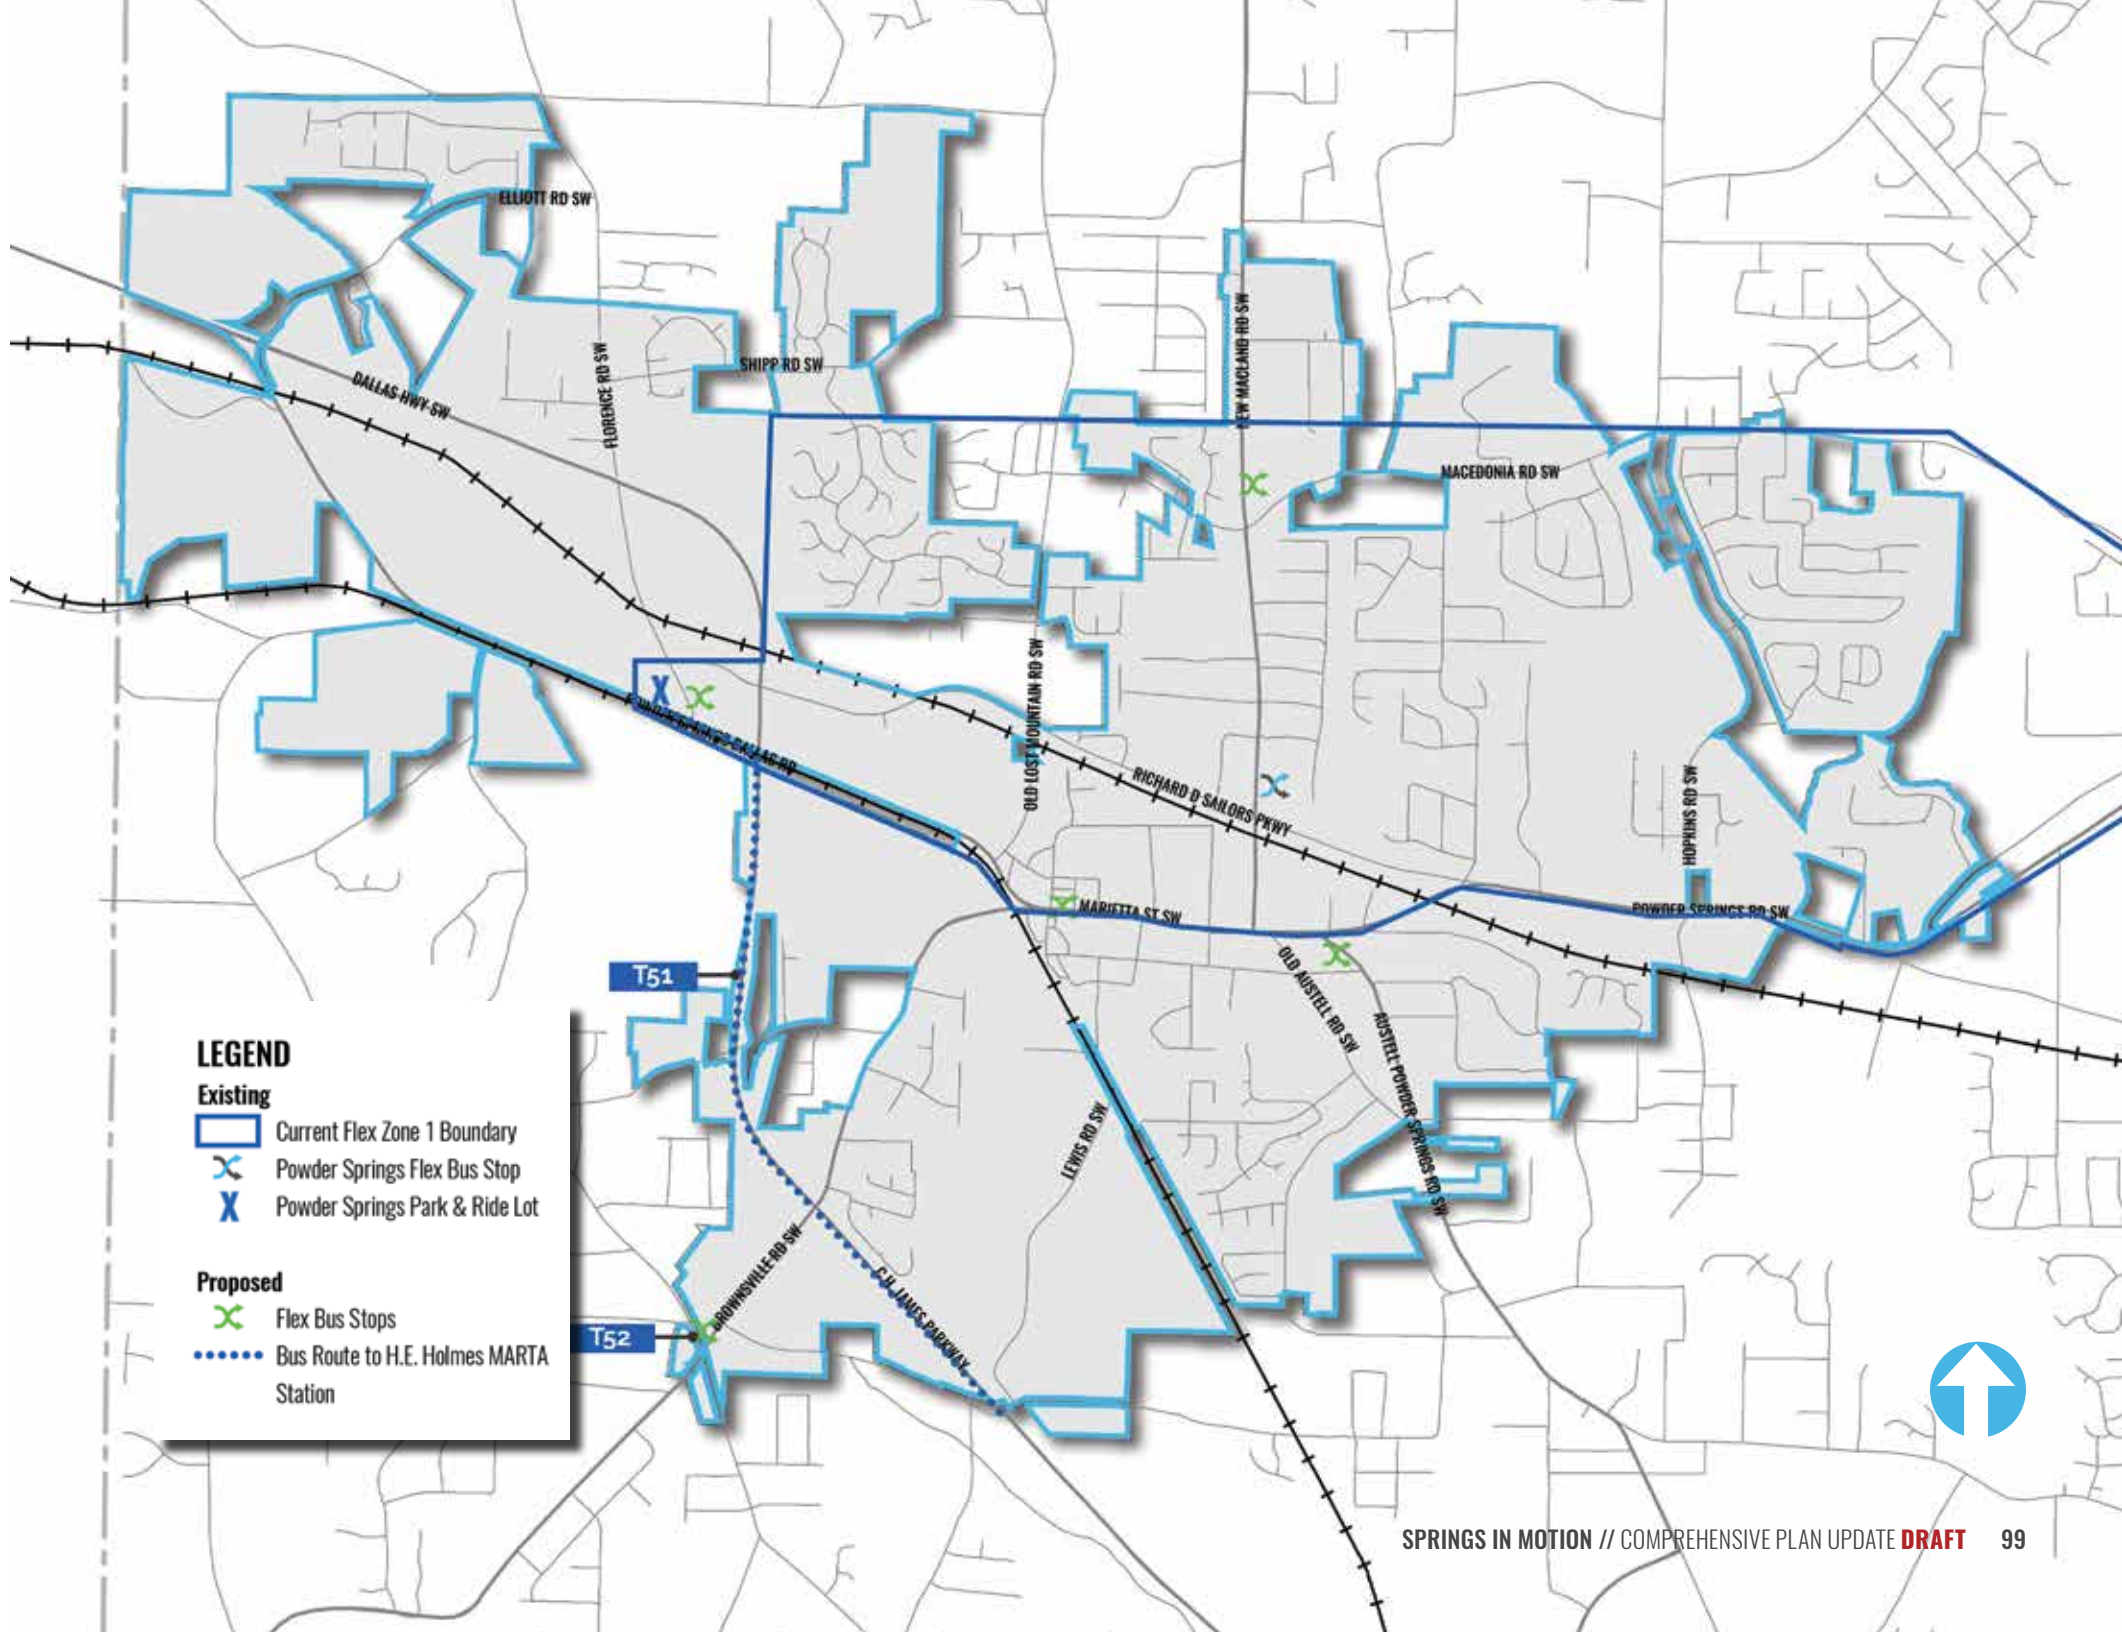 ELLIOTT RD SW
NEW MACLAND RD SW
FLORENCE RD SW
SHIPP RD SW
DALLAS HWY SW
MACEDONIA RD SW
OLD LOST MOUNTAIN RD SW
DALLAS RD
RICHARD D SAILORS PKWY
HOPKINS RD SW
MARIETTA ST SW
POWDER SPRINGS RD SW
OLD AUSTELL RD SW
T51
AUSTELL POWDER SPRINGS RD SW
LEWIS RD SW
BROWNSVILLE RD SW
C.H. JAMES PARKWAY
T52
LEGEND
Existing
Current Flex Zone 1 Boundary
Powder Springs Flex Bus Stop
Powder Springs Park & Ride Lot
Proposed
Flex Bus Stops
Bus Route to H.E. Holmes MARTA
Station
SPRINGS IN MOTION // COMPREHENSIVE PLAN UPDATE DRAFT 99